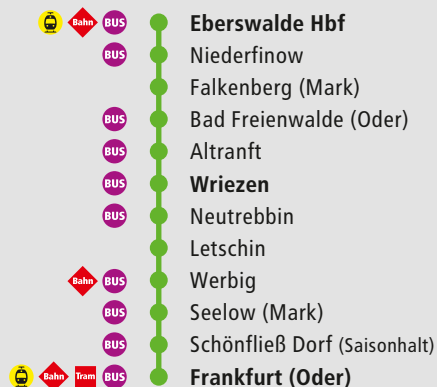 Bahn BUS Eberswalde Hbf
BUS Niederfinow
Falkenberg (Mark)
BUS Bad Freienwalde (Oder)
BUS Altranft
BUS Wriezen
BUS Neutrebbin
Letschin
Bahn BUS Werbig
BUS Seelow (Mark)
BUS Schönfließ Dorf (Saisonhalt)
Bahn Tram BUS Frankfurt (Oder)